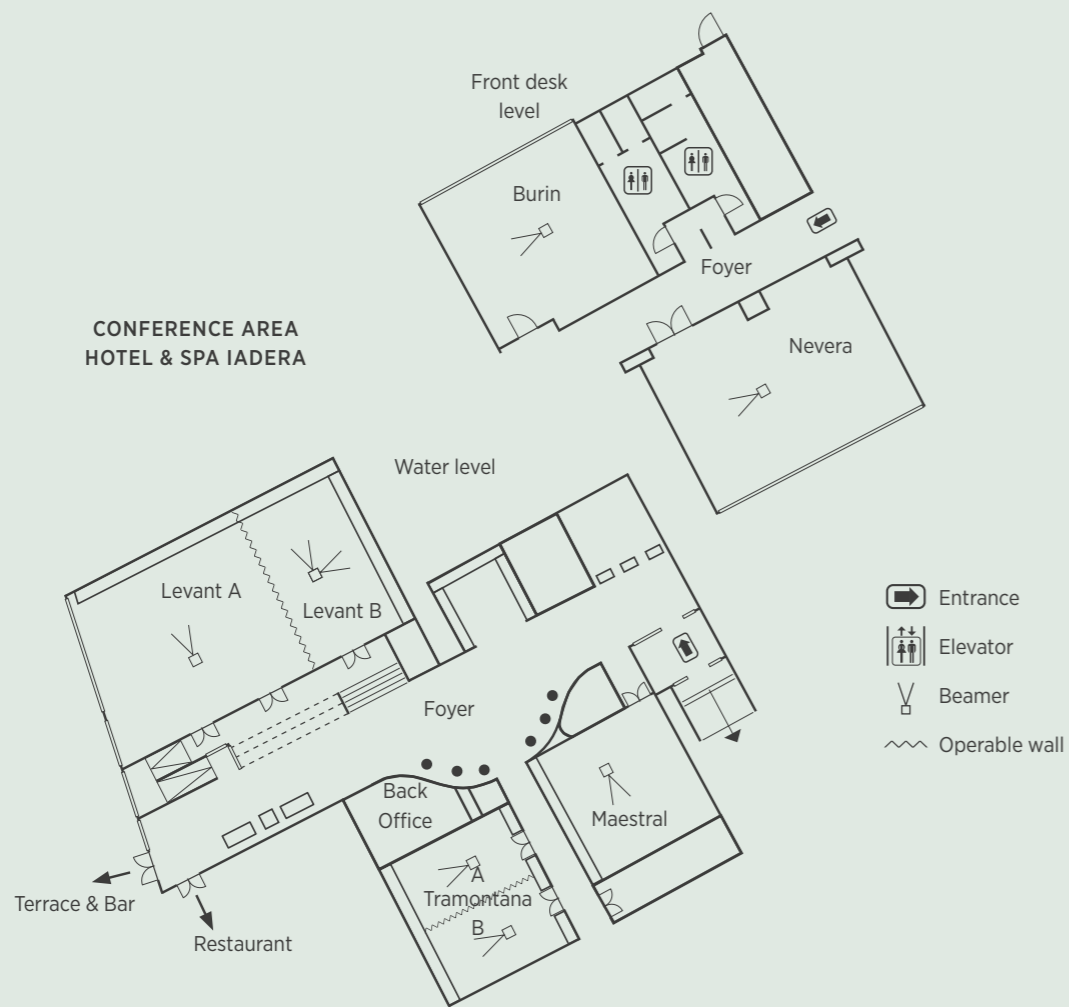 Front desk
level
Burin
Foyer
CONFERENCE AREA
HOTEL & SPA IADERA
Nevera
Water level
Levant A
Levant B
Entrance
Elevator
Beamer
Operable wall
Foyer
Back
Office
Maestral
A
Tramontana
B
Terrace & Bar
Restaurant